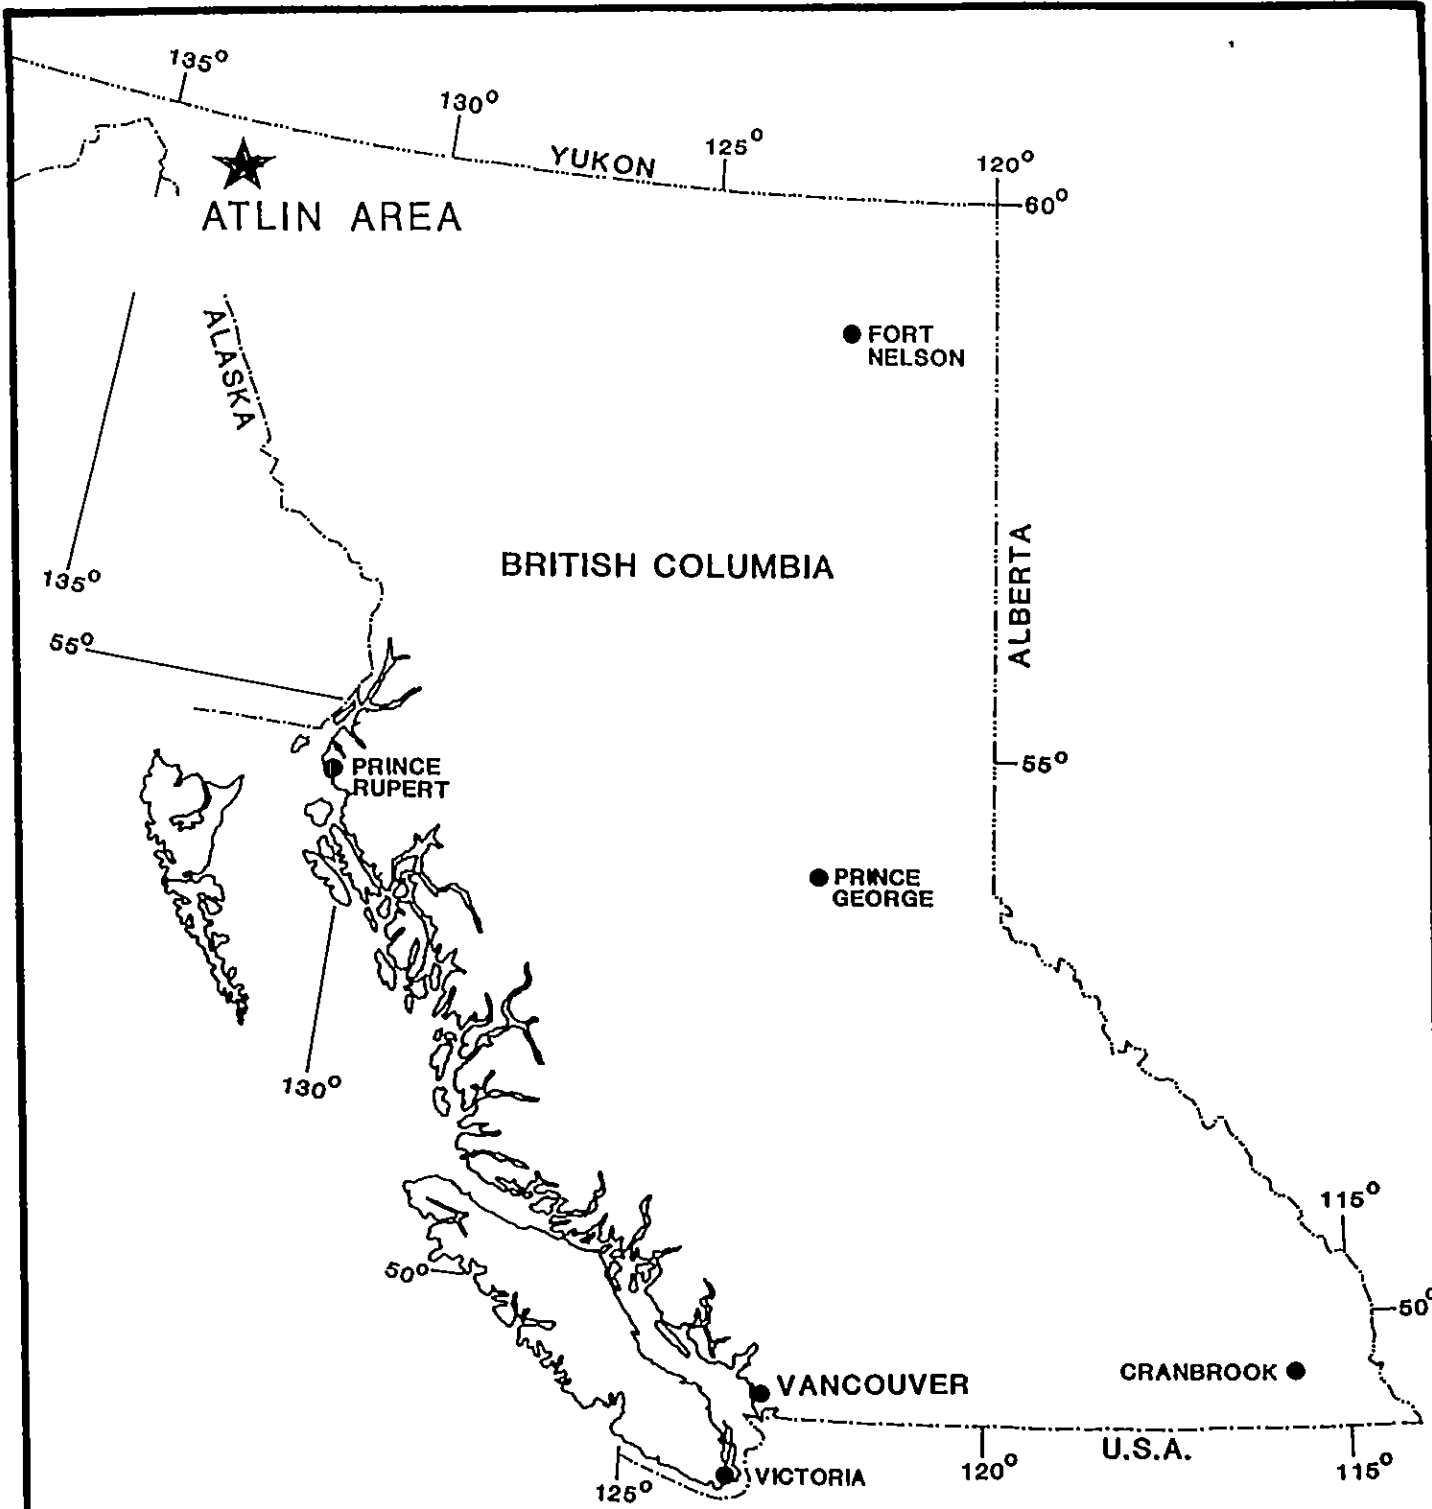 135°
130°
125°
120°
YUKON
60°
ATLIN AREA
ALASKA
FORT
NELSON
BRITISH COLUMBIA
ALBERTA
135°
55°
55°
PRINCE
RUPERT
PRINCE
GEORGE
130°
115°
50°
50°
CRANBROOK
VANCOUVER
U.S.A.
120°
115°
VICTORIA
125°